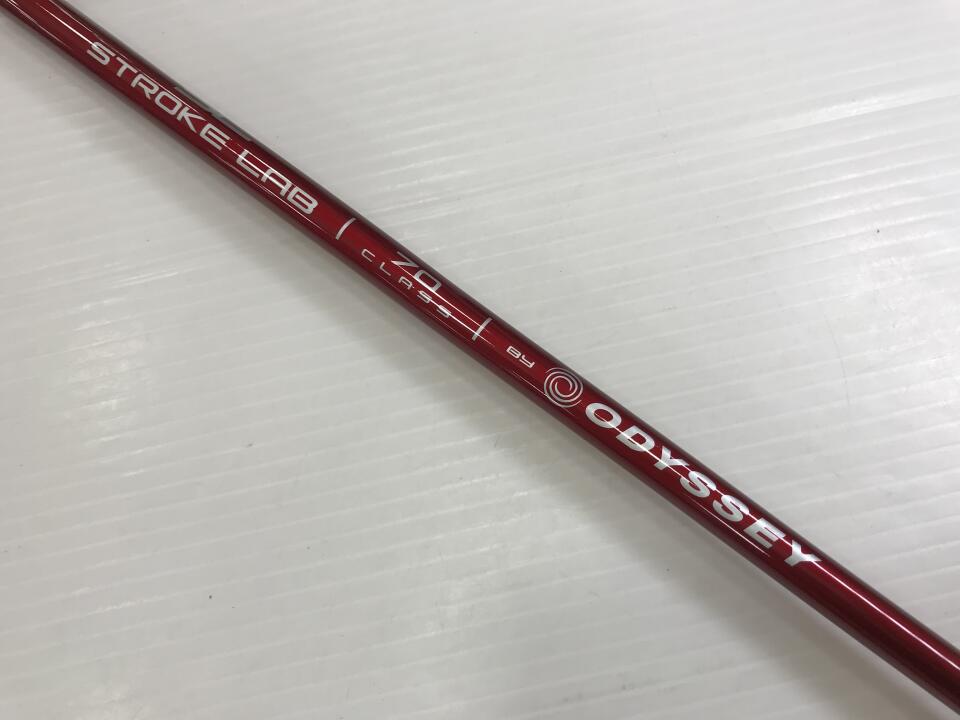 STROKE LAB
70
CLASS
BY
ODYSSEY